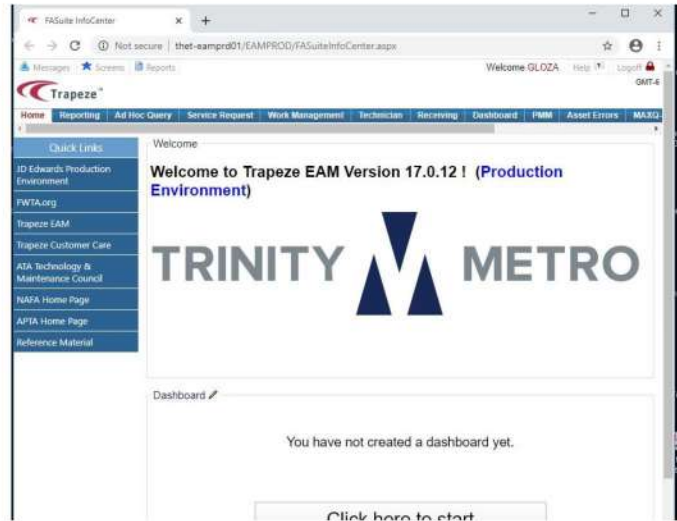 FASuite InfoCenter
Not secure | thet-eamprd01/EAMPROD/FASuiteInfoCenter.aspx
Messages Screens Reports Welcome GLOZA Help Logoff
GMT-6
Trapeze
Home Reporting Ad Hoc Query Service Request Work Management Technician Receiving Dashboard PMM Asset Errors MAXQ
Quick Links
JD Edwards Production
Environment
FWTA.org
Trapeze EAM
Trapeze Customer Care
ATA Technology &
Maintenance Council
NAFA Home Page
APTA Home Page
Reference Material
Welcome
Welcome to Trapeze EAM Version 17.0.12 ! (Production
Environment)
TRINITY METRO
Dashboard
You have not created a dashboard yet.
Click here to start